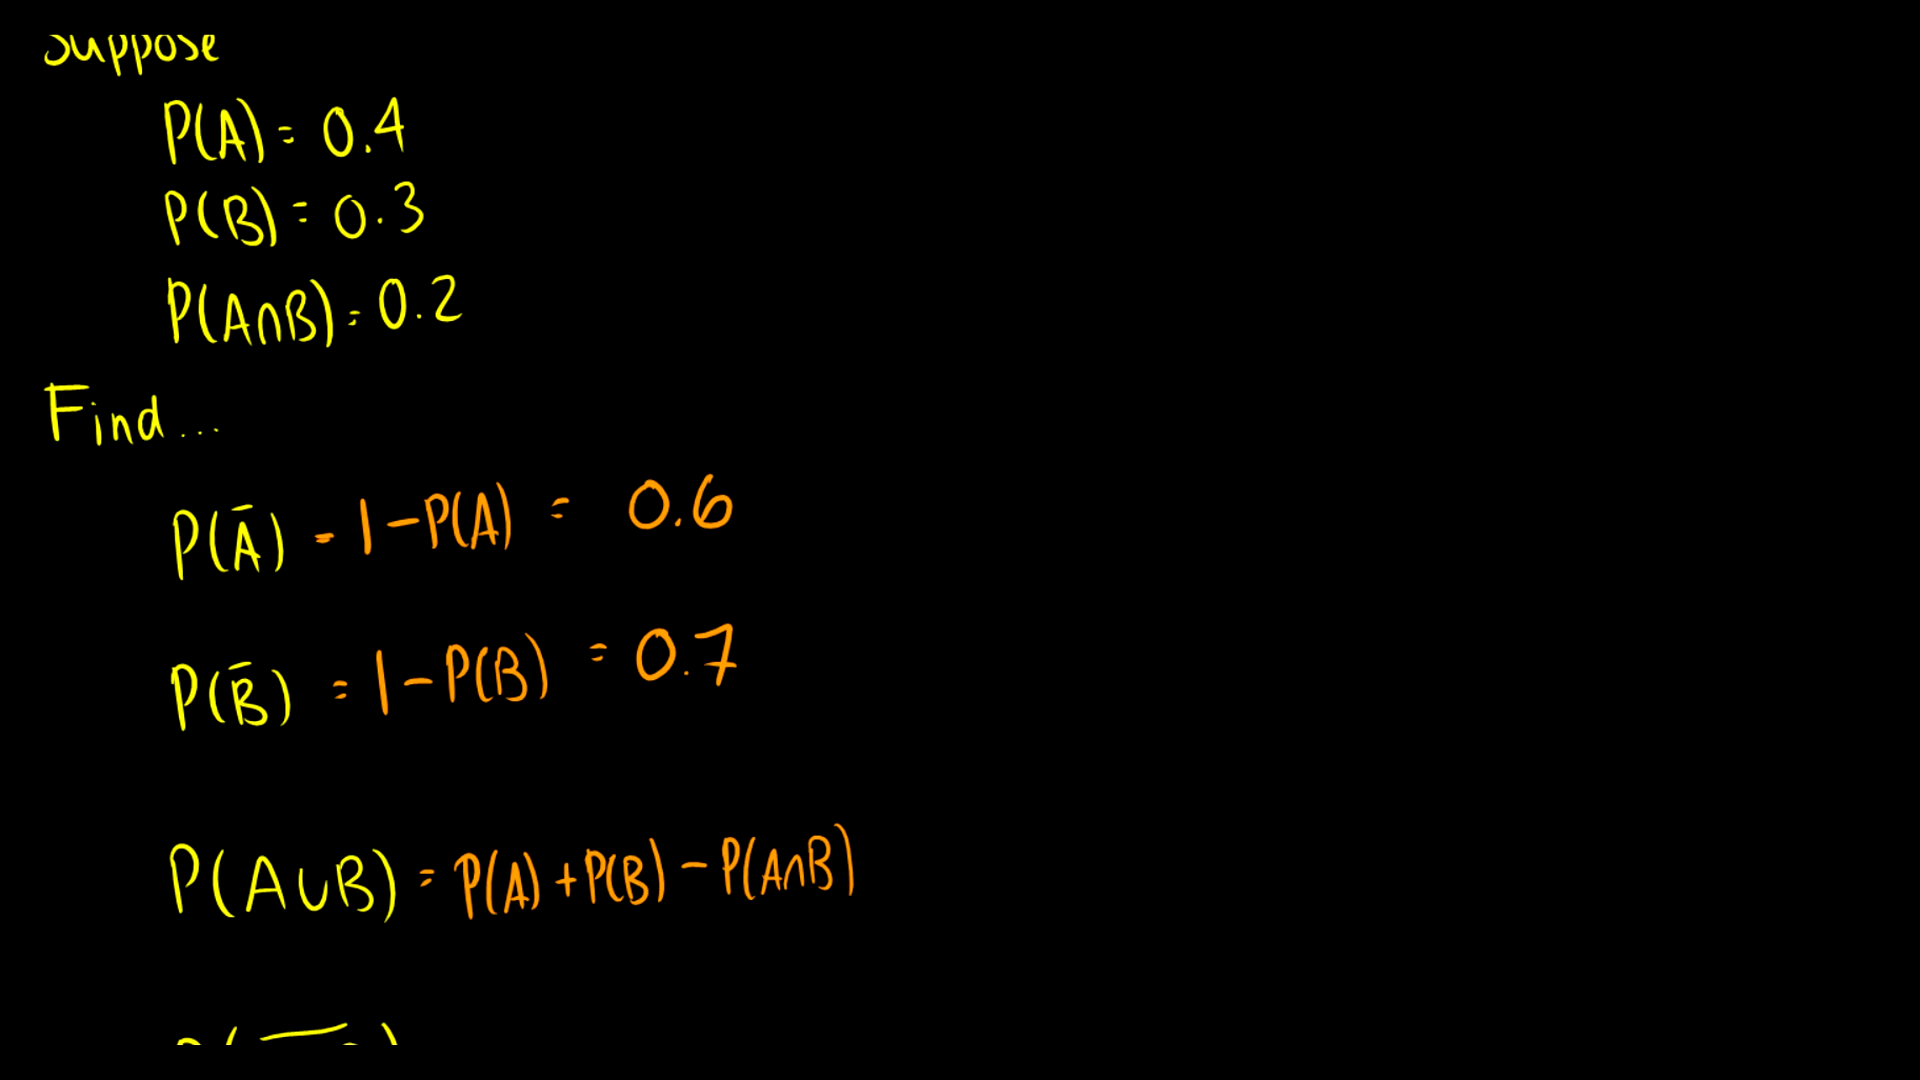 Suppose
P(A) = 0.4
P(B) = 0.3
P(A∩B) = 0.2
Find...
P(Ā) = 1-P(A) = 0.6
P(B̄) = 1-P(B) = 0.7
P(A∪B) = P(A) + P(B) - P(A∩B)